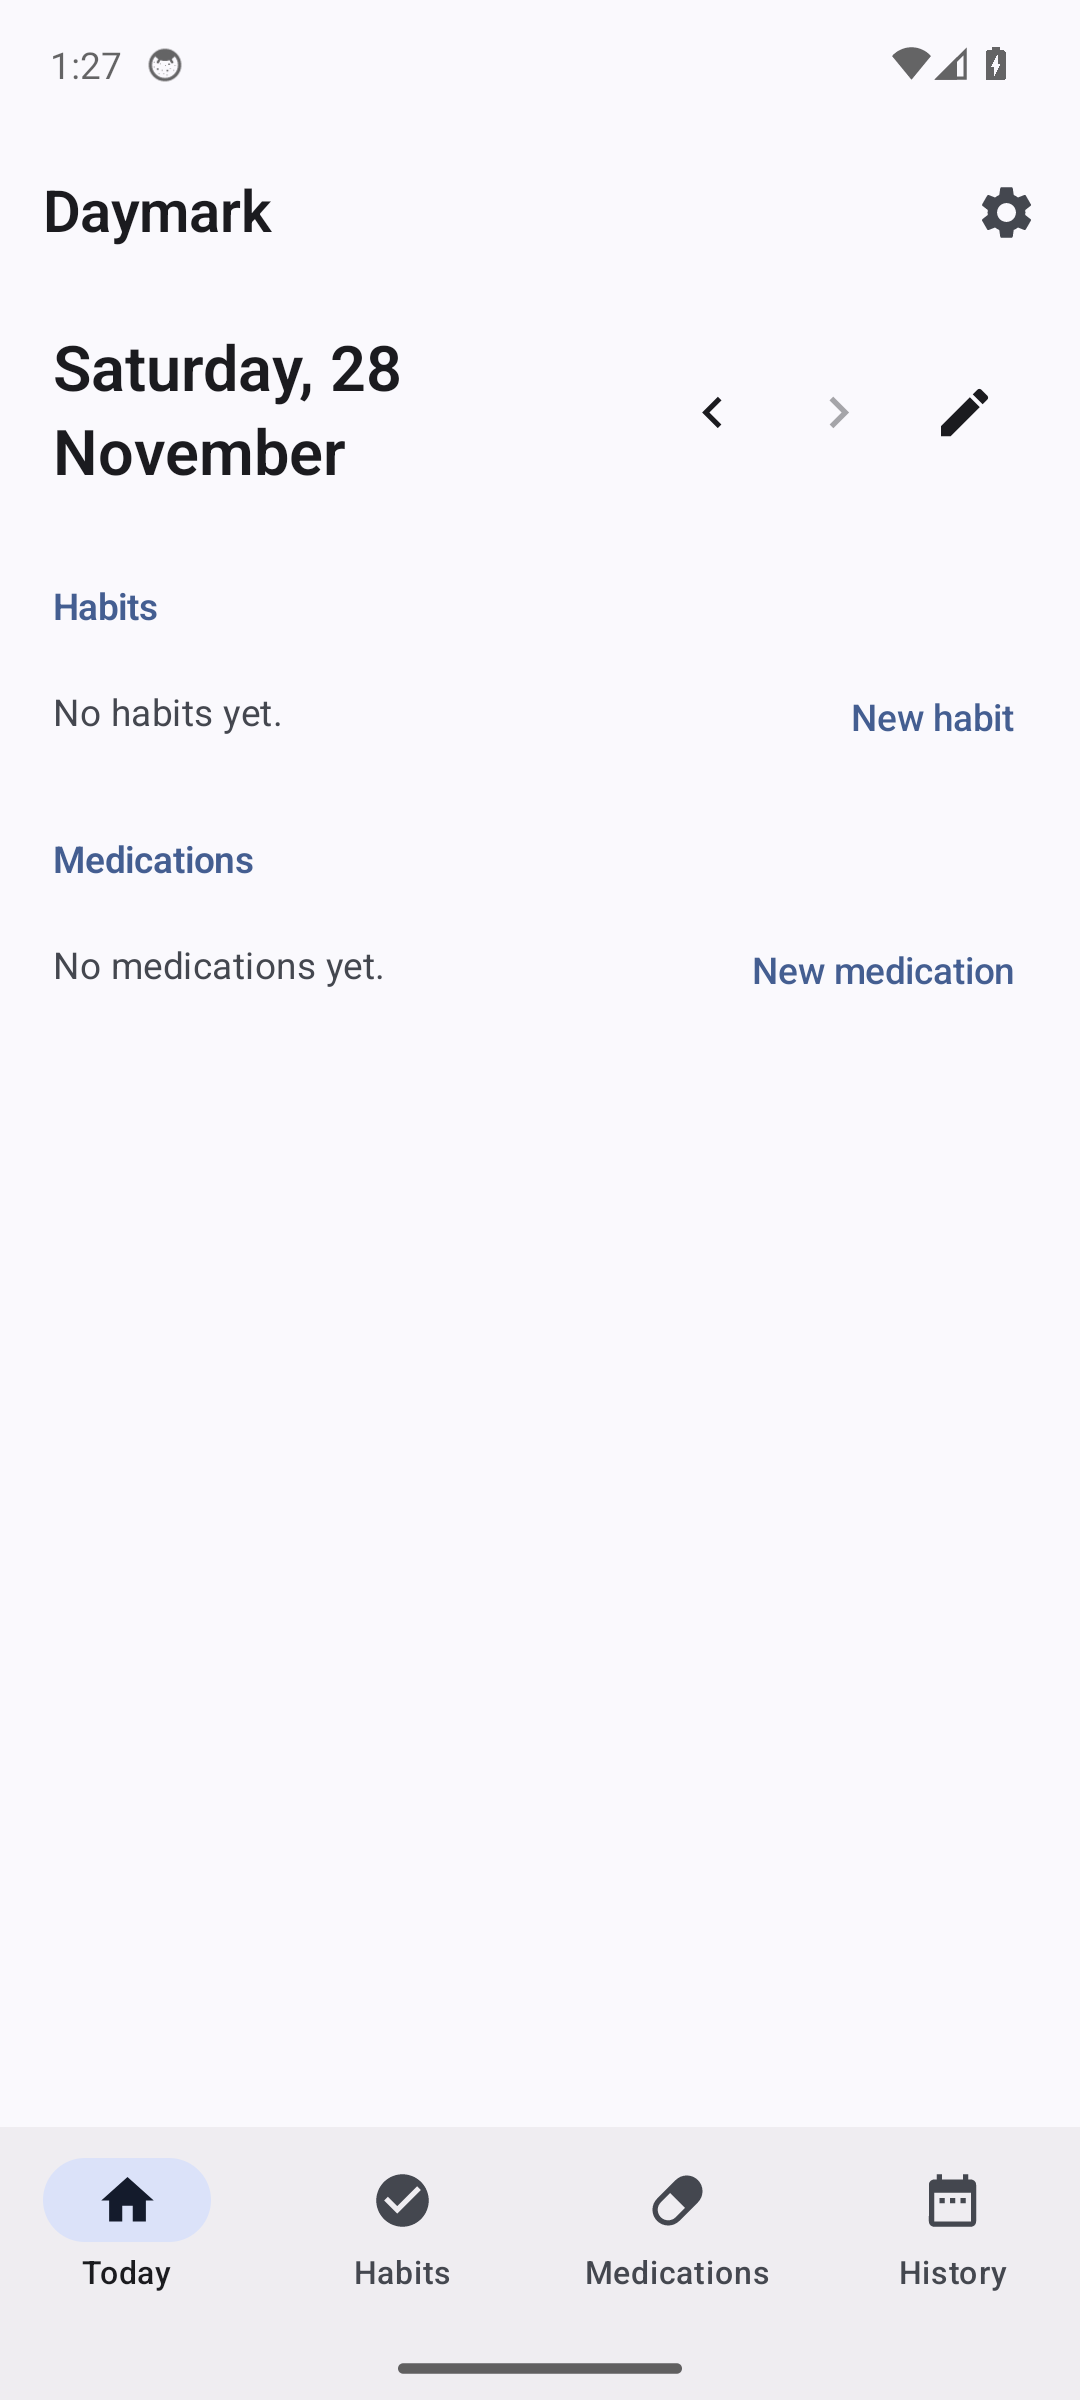 1:27
Daymark
Saturday, 28
November
Habits
No habits yet.
New habit
Medications
No medications yet.
New medication
Today
Habits
Medications
History